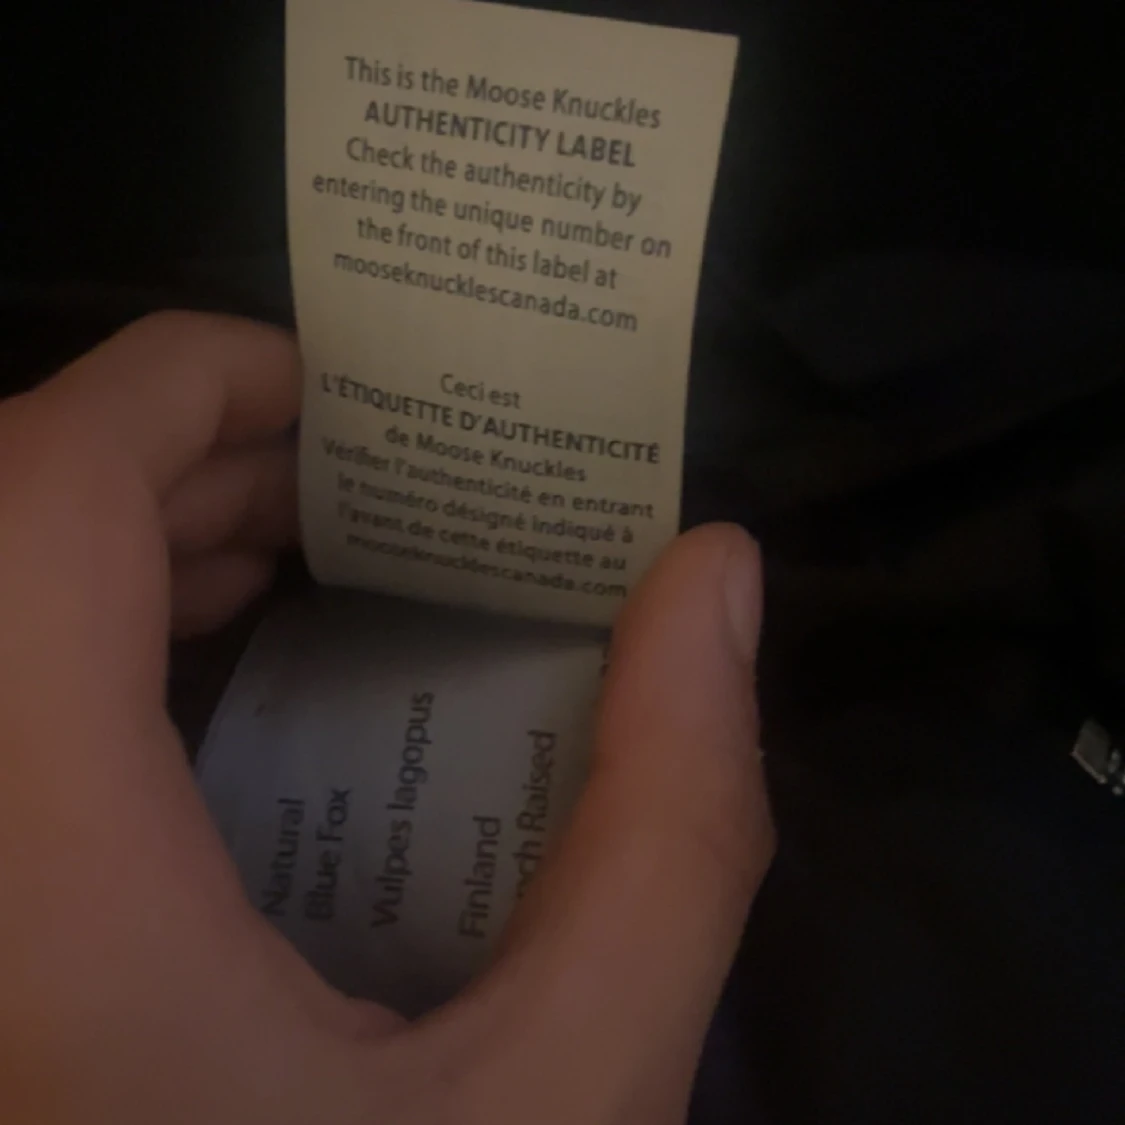 This is the Moose Knuckles
AUTHENTICITY LABEL
Check the authenticity by
entering the unique number on
the front of this label at
mooseknucklescanada.com
Ceci est
L'ÉTIQUETTE D'AUTHENTICITÉ
de Moose Knuckles
Vérifier l'authenticité en entrant
le numéro désigné indiqué à
l'avant de cette étiquette au
mooseknucklescanada.com
Natural
Blue Fox
Vulpes lagopus
Finland
Raised